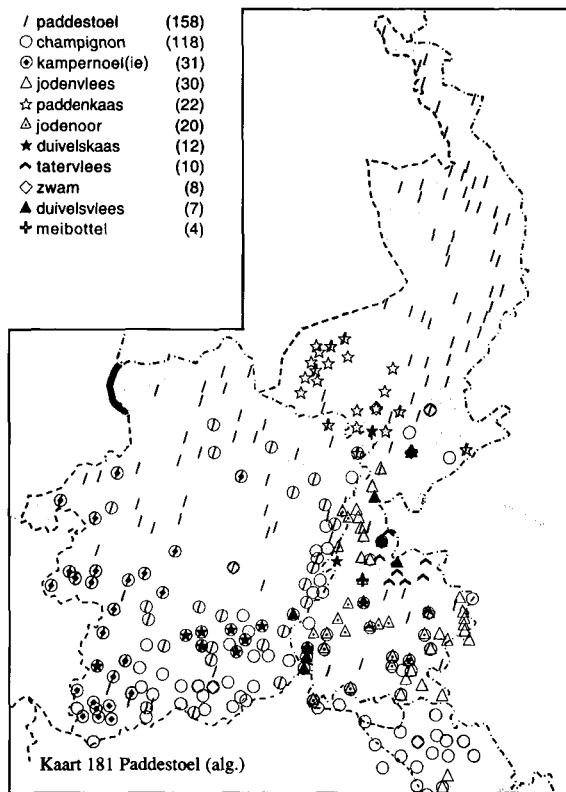 / paddestoel (158)
○ champignon (118)
kampernoel(ie) (31)
△ jodenvlees (30)
☆ paddenkaas (22)
jodenoor (20)
★ duivelskaas (12)
tatervlees (10)
◇ zwam (8)
▲ duivelsvlees (7)
meibottel (4)
Kaart 181 Paddestoel (alg.)